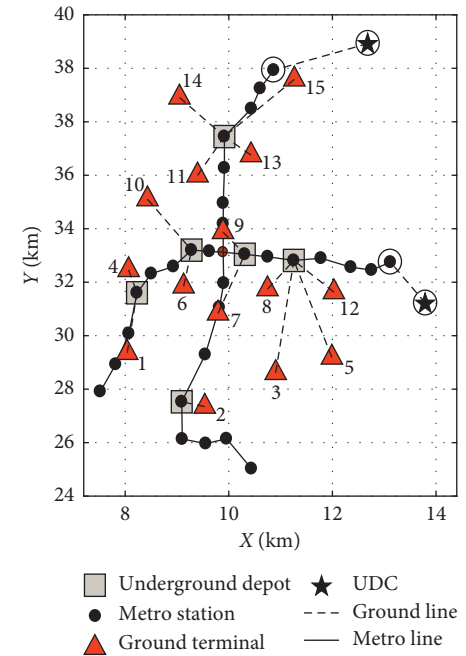 40
38
36
34
32
30
28
26
24
Y (km)
14
15
13
11
10
9
4
6
7
8
12
1
3
5
2
8 10 12 14
X (km)
Underground depot
Metro station
Ground terminal
UDC
Ground line
Metro line